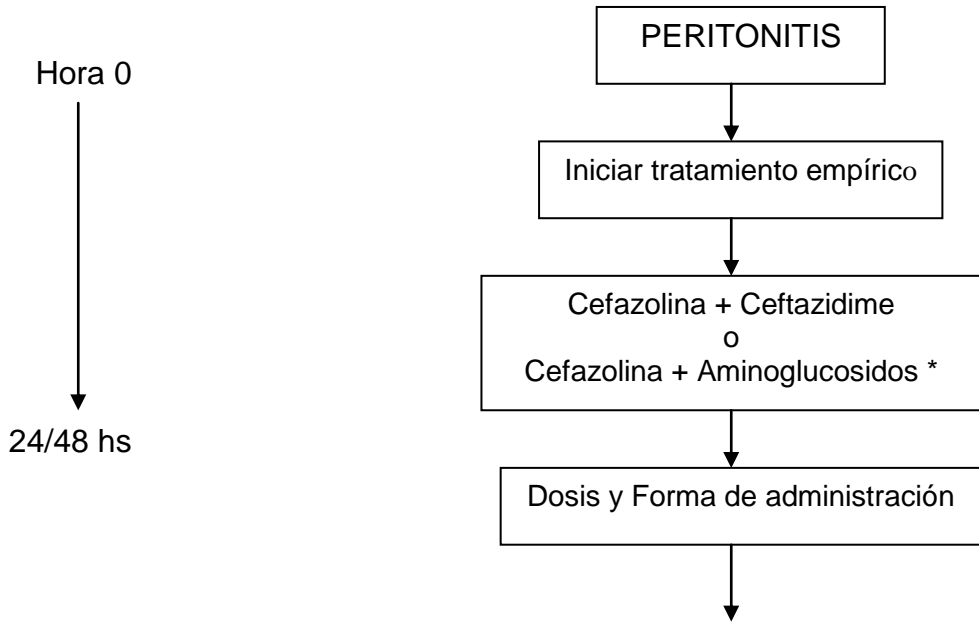 PERITONITIS
Hora 0
Iniciar tratamiento empírico
Cefazolina + Ceftazidime
o
Cefazolina + Aminoglucosidos *
24/48 hs
Dosis y Forma de administración